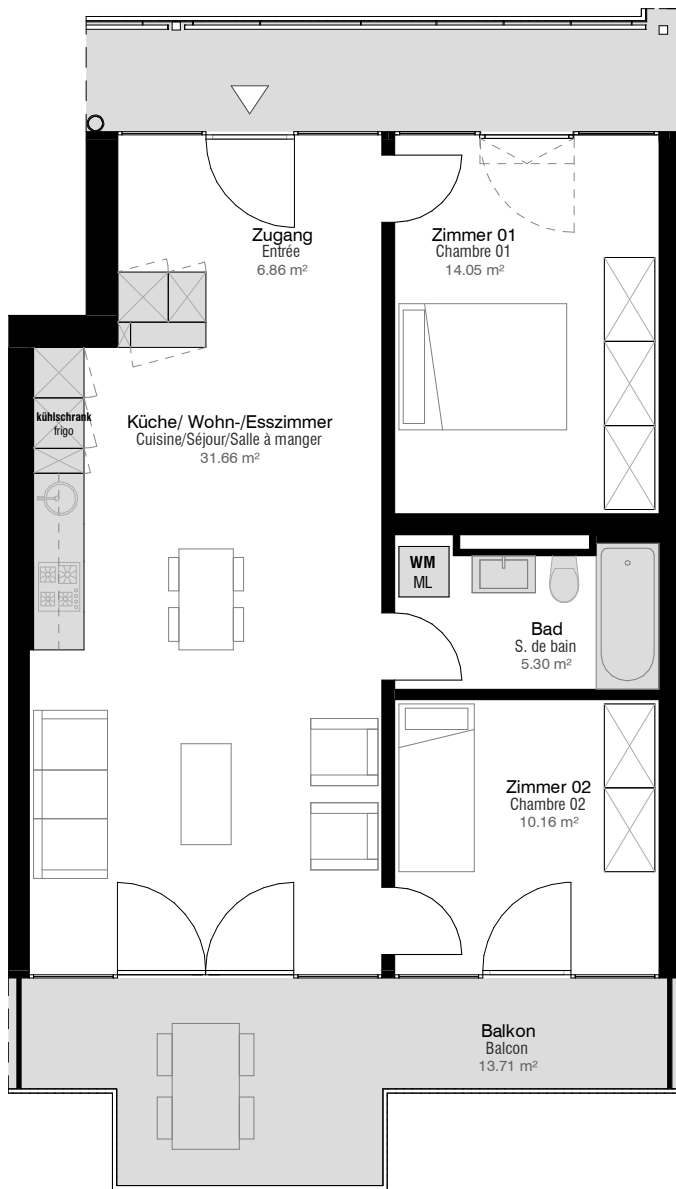 Zugang
Entrée
6.86 m²
Zimmer 01
Chambre 01
14.05 m²
kühlschrank
frigo
Küche/ Wohn-/Esszimmer
Cuisine/Séjour/Salle à manger
31.66 m²
WM
ML
Bad
S. de bain
5.30 m²
Zimmer 02
Chambre 02
10.16 m²
Balkon
Balcon
13.71 m²